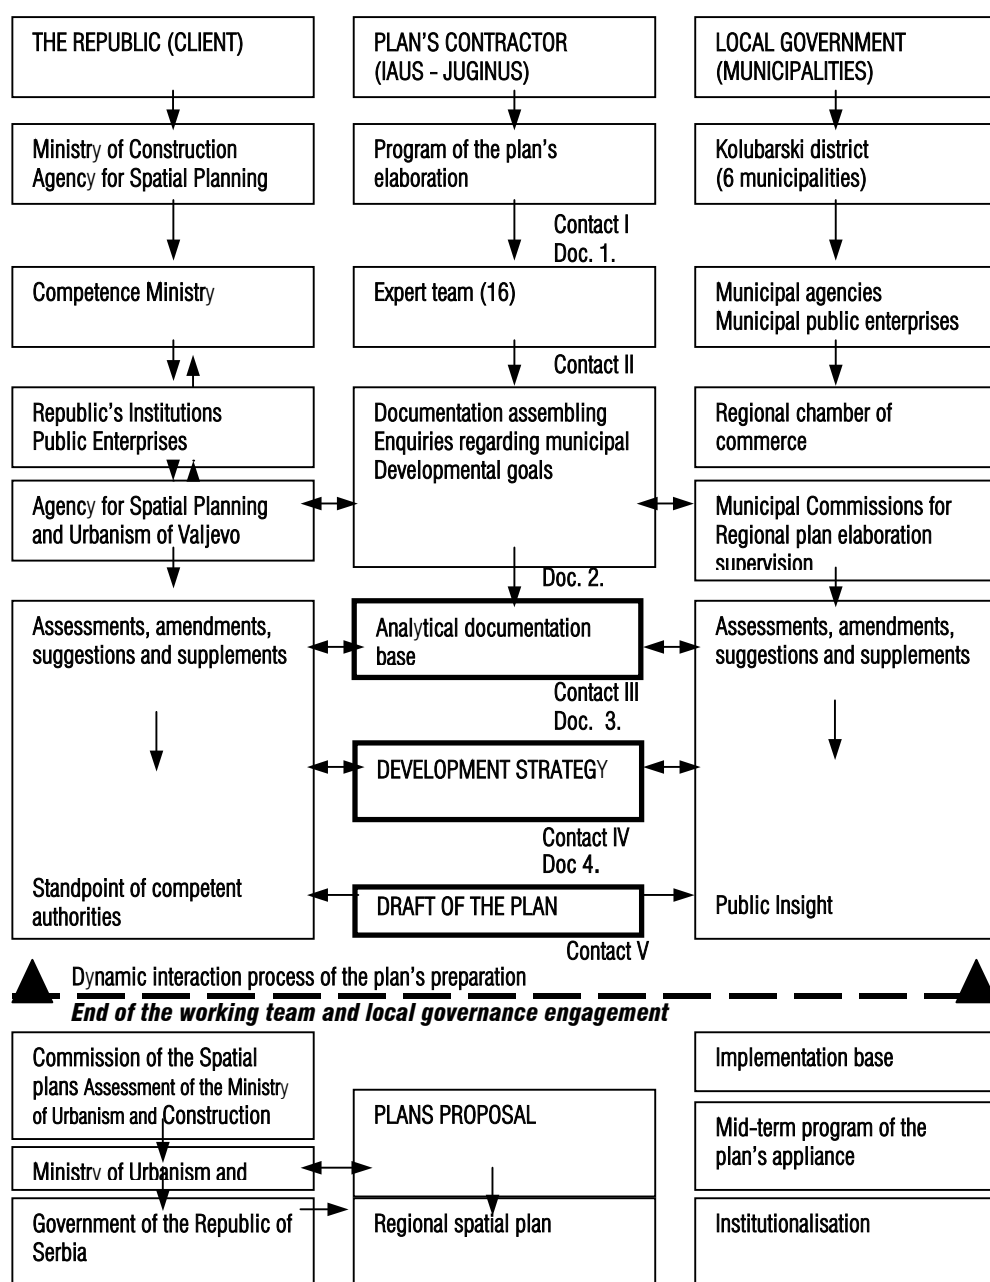 THE REPUBLIC (CLIENT)
PLAN'S CONTRACTOR
(IAUS - JUGINUS)
LOCAL GOVERNMENT
(MUNICIPALITIES)
Ministry of Construction
Agency for Spatial Planning
Program of the plan's
elaboration
Kolubarski district
(6 municipalities)
Contact I
Doc. 1.
Competence Ministry
Expert team (16)
Municipal agencies
Municipal public enterprises
Contact II
Republic's Institutions
Public Enterprises
Documentation assembling
Enquiries regarding municipal
Developmental goals
Regional chamber of
commerce
Agency for Spatial Planning
and Urbanism of Valjevo
Municipal Commissions for
Regional plan elaboration
supervision
Doc. 2.
Assessments, amendments,
suggestions and supplements
Analytical documentation
base
Assessments, amendments,
suggestions and supplements
Contact III
Doc. 3.
DEVELOPMENT STRATEGY
Contact IV
Doc 4.
Standpoint of competent
authorities
DRAFT OF THE PLAN
Public Insight
Contact V
Dynamic interaction process of the plan's preparation
End of the working team and local governance engagement
Commission of the Spatial
plans Assessment of the Ministry
of Urbanism and Construction
PLANS PROPOSAL
Implementation base
Mid-term program of the
plan's appliance
Ministry of Urbanism and
Government of the Republic of
Serbia
Regional spatial plan
Institutionalisation